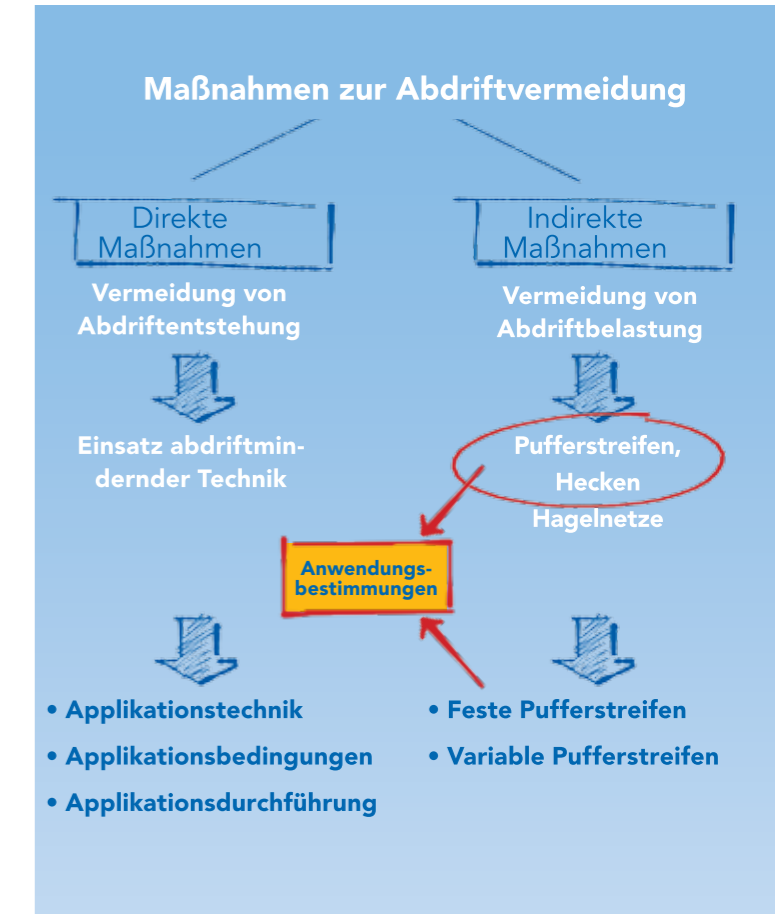 Maßnahmen zur Abdriftvermeidung
Direkte
Maßnahmen
Vermeidung von
Abdriftentstehung
Einsatz abdriftmin-
dernder Technik
• Applikationstechnik
• Applikationsbedingungen
• Applikationsdurchführung
Indirekte
Maßnahmen
Vermeidung von
Abdriftbelastung
Pufferstreifen,
Hecken
Hagelnetze
Anwendungs-
bestimmungen
• Feste Pufferstreifen
• Variable Pufferstreifen